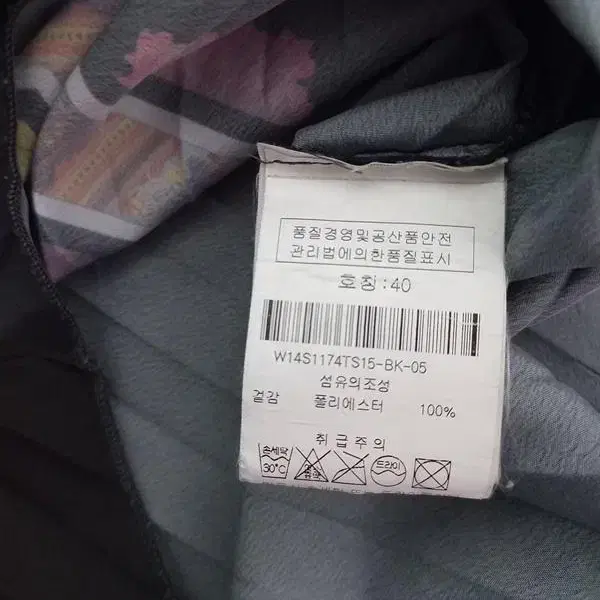 품질경영및공산품안전
관리법에의한품질표시
호칭:40
W14S1174TS15-BK-05
섬유의조성
겉감 폴리에스터 100%
취급주의
손세탁 드라이
30℃